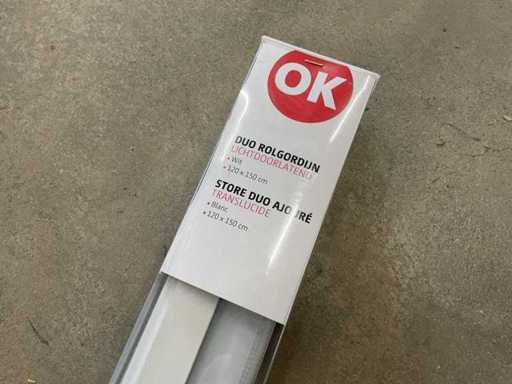 OK
DUO ROLGORDIJN
LICHTDOORLATEND
• Wit
• 120 x 150 cm
STORE DUO AJOURÉ
TRANSLUCIDE
• Blanc
• 120 x 150 cm